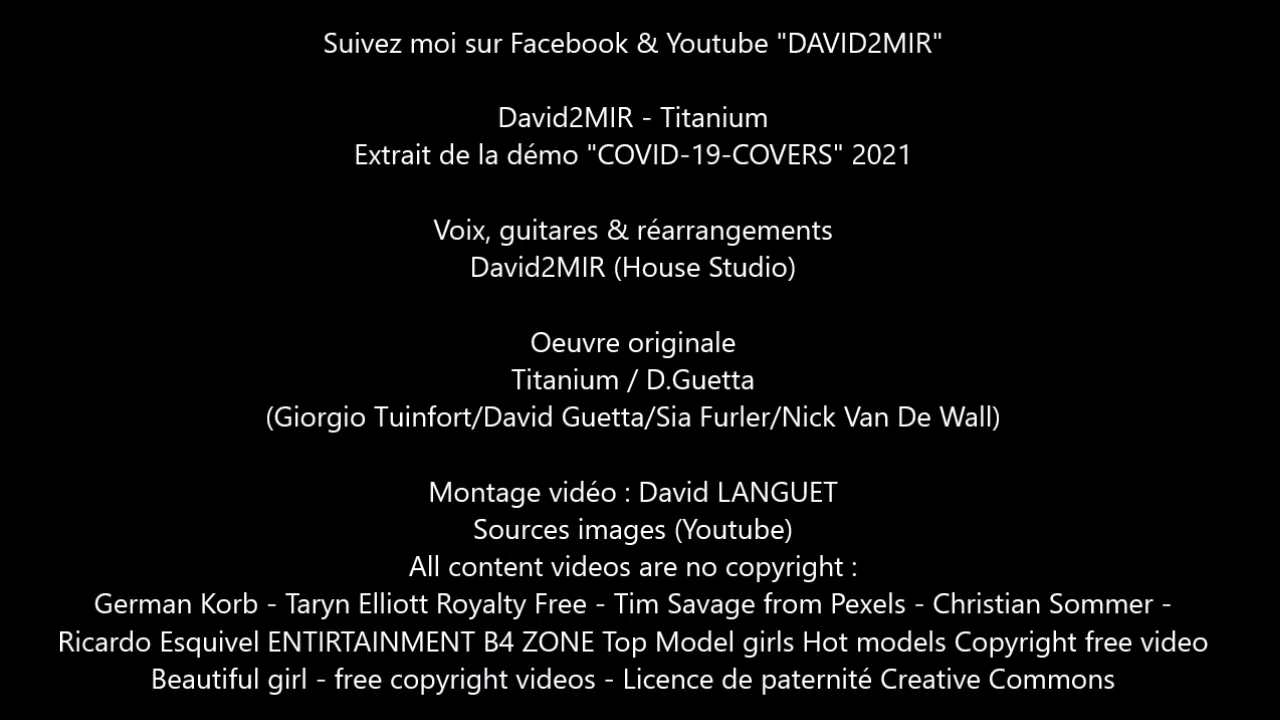 Suivez moi sur Facebook & Youtube "DAVID2MIR"
David2MIR - Titanium
Extrait de la démo "COVID-19-COVERS" 2021
Voix, guitares & réarrangements
David2MIR (House Studio)
Oeuvre originale
Titanium / D.Guetta
(Giorgio Tuinfort/David Guetta/Sia Furler/Nick Van De Wall)
Montage vidéo : David LANGUET
Sources images (Youtube)
All content videos are no copyright :
German Korb - Taryn Elliott Royalty Free - Tim Savage from Pexels - Christian Sommer -
Ricardo Esquivel ENTIRTAINMENT B4 ZONE Top Model girls Hot models Copyright free video
Beautiful girl - free copyright videos - Licence de paternité Creative Commons